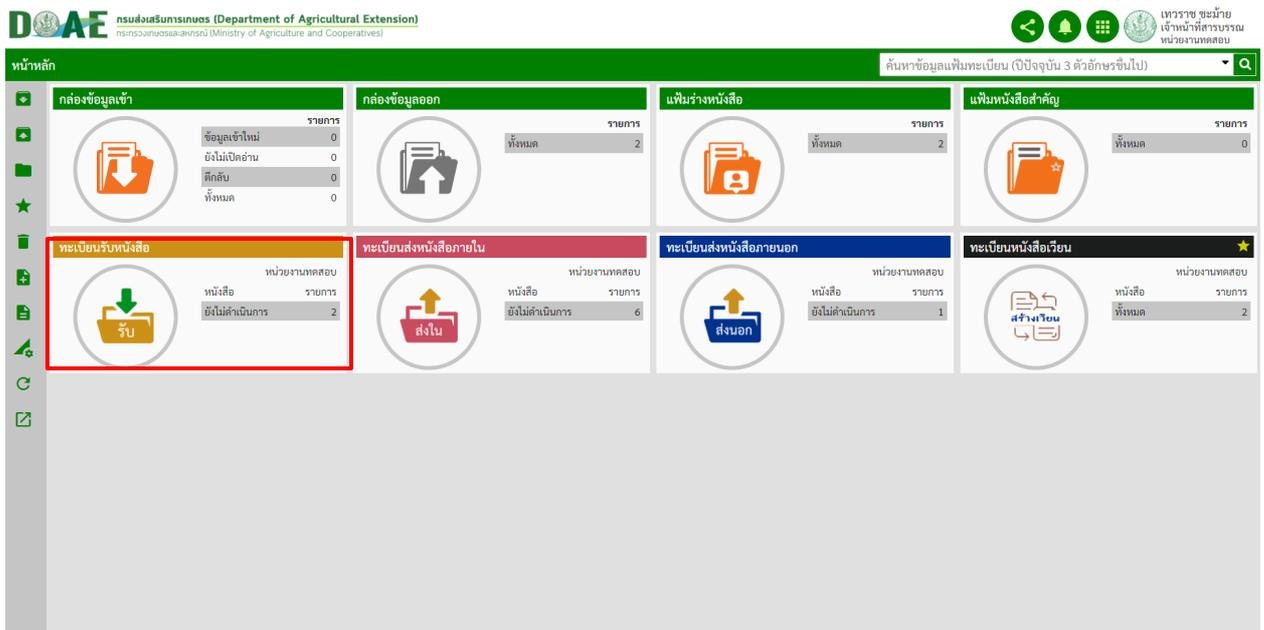 DOAE กรมส่งเสริมการเกษตร (Department of Agricultural Extension)
กระทรวงเกษตรและสหกรณ์ (Ministry of Agriculture and Cooperatives)
เทวราช ชะม้าย
เจ้าหน้าที่สารบรรณ
หน่วยงานทดสอบ
หน้าหลัก
ค้นหาข้อมูลแฟ้มทะเบียน (ปีปัจจุบัน 3 ตัวอักษรขึ้นไป)
กล่องข้อมูลเข้า
รายการ
ข้อมูลเข้าใหม่ 0
ยังไม่เปิดอ่าน 0
ตีกลับ 0
ทั้งหมด 0
กล่องข้อมูลออก
รายการ
ทั้งหมด 2
แฟ้มร่างหนังสือ
รายการ
ทั้งหมด 2
แฟ้มหนังสือสำคัญ
รายการ
ทั้งหมด 0
ทะเบียนรับหนังสือ
หน่วยงานทดสอบ
หนังสือ รายการ
ยังไม่ดำเนินการ 2
รับ
ทะเบียนส่งหนังสือภายใน
หน่วยงานทดสอบ
หนังสือ รายการ
ยังไม่ดำเนินการ 6
ส่งใน
ทะเบียนส่งหนังสือภายนอก
หน่วยงานทดสอบ
หนังสือ รายการ
ยังไม่ดำเนินการ 1
ส่งนอก
ทะเบียนหนังสือเวียน
หน่วยงานทดสอบ
หนังสือ รายการ
ทั้งหมด 2
สร้างเวียน